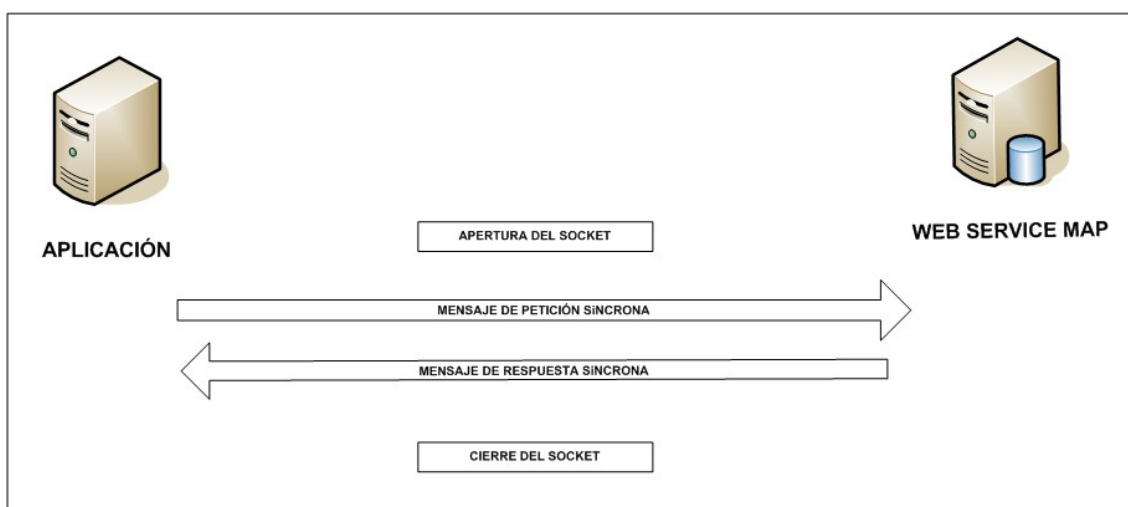 APLICACIÓN
WEB SERVICE MAP
APERTURA DEL SOCKET
MENSAJE DE PETICIÓN SíNCRONA
MENSAJE DE RESPUESTA SíNCRONA
CIERRE DEL SOCKET